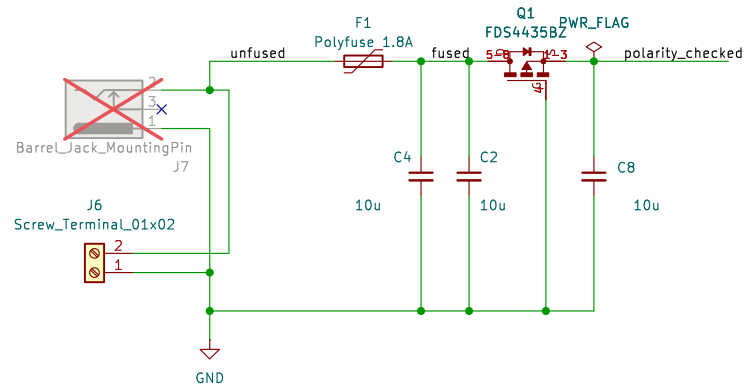 Q1
F1
FDS4435BZ
PWR_FLAG
Polyfuse_1.8A
unfused
fused
polarity_checked
2
3
1
Barrel_Jack_MountingPin
J7
C4
C2
C8
10u
10u
10u
J6
Screw_Terminal_01x02
2
1
GND